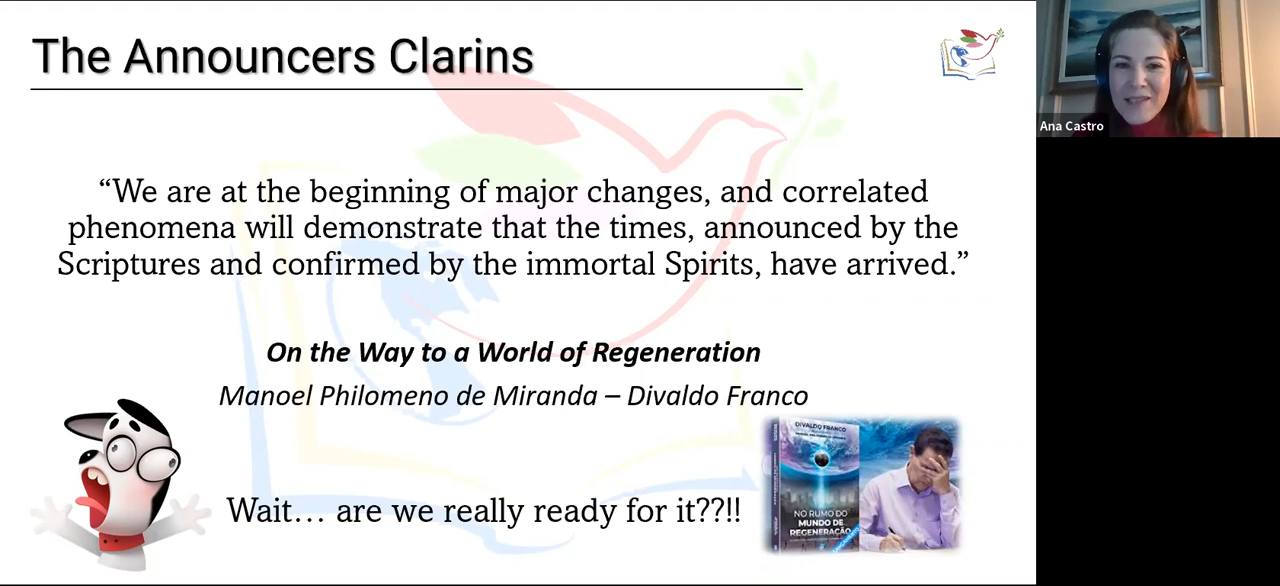 The Announcers Clarins
Ana Castro
“We are at the beginning of major changes, and correlated
phenomena will demonstrate that the times, announced by the
Scriptures and confirmed by the immortal Spirits, have arrived.”
On the Way to a World of Regeneration
Manoel Philomeno de Miranda – Divaldo Franco
DIVALDO FRANCO
NO RUMO DO
MUNDO DE
REGENERAÇÃO
Wait… are we really ready for it??!!